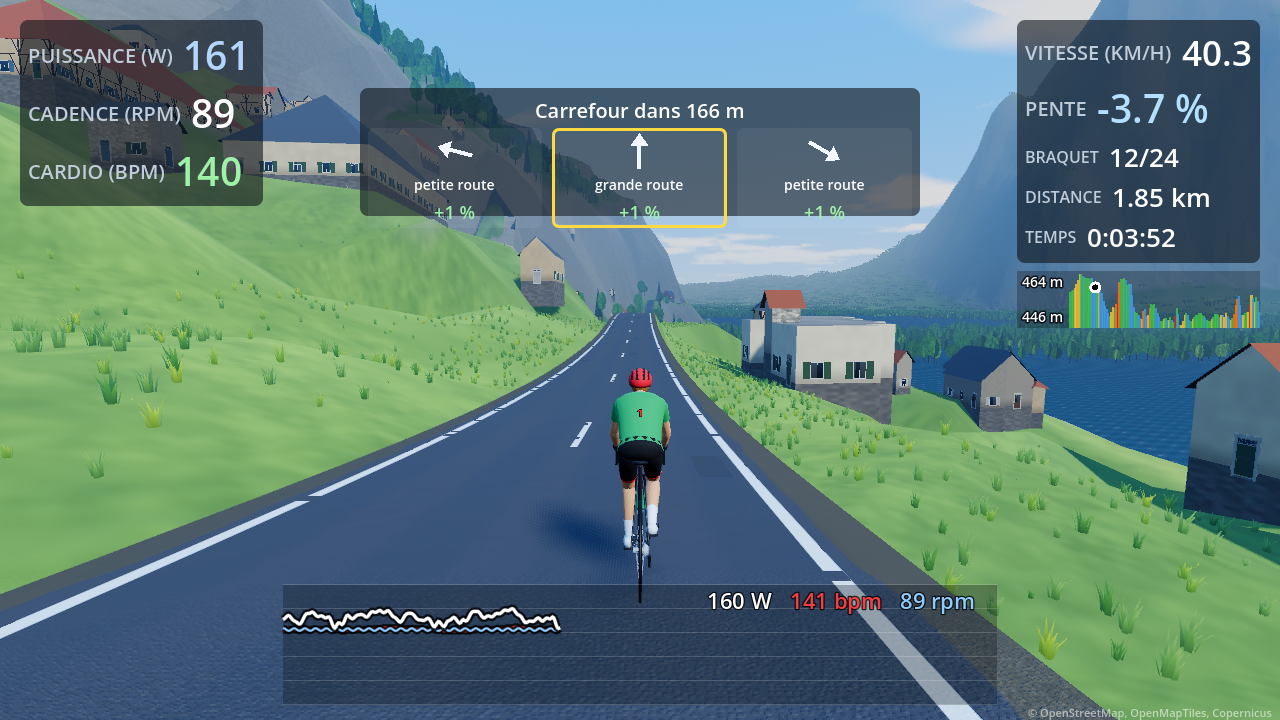 PUISSANCE (W) 161
CADENCE (RPM) 89
CARDIO (BPM) 140
Carrefour dans 166 m
petite route
+1 %
grande route
+1 %
petite route
+1 %
VITESSE (KM/H) 40.3
PENTE -3.7 %
BRAQUET 12/24
DISTANCE 1.85 km
TEMPS 0:03:52
464 m
446 m
1
160 W 141 bpm 89 rpm
© OpenStreetMap, OpenMapTiles, Copernicus